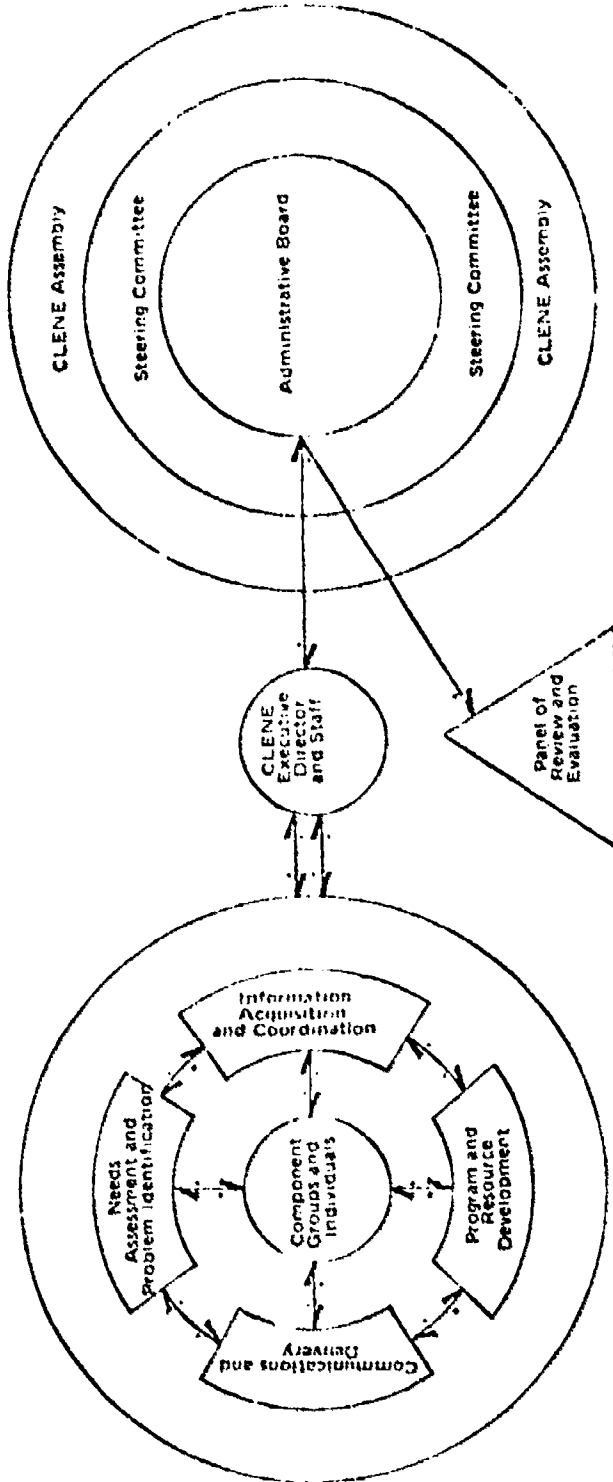 Needs
Assessment and
Problem Identification
Information
Acquisition
and Coordination
Component
Groups and
Individuals
Communications and
Delivery
Program and
Resource
Development
CLENE
Executive
Director
and Staff
Panel of
Review and
Evaluation
CLENE Assembly
Steering Committee
Administrative Board
Steering Committee
CLENE Assembly